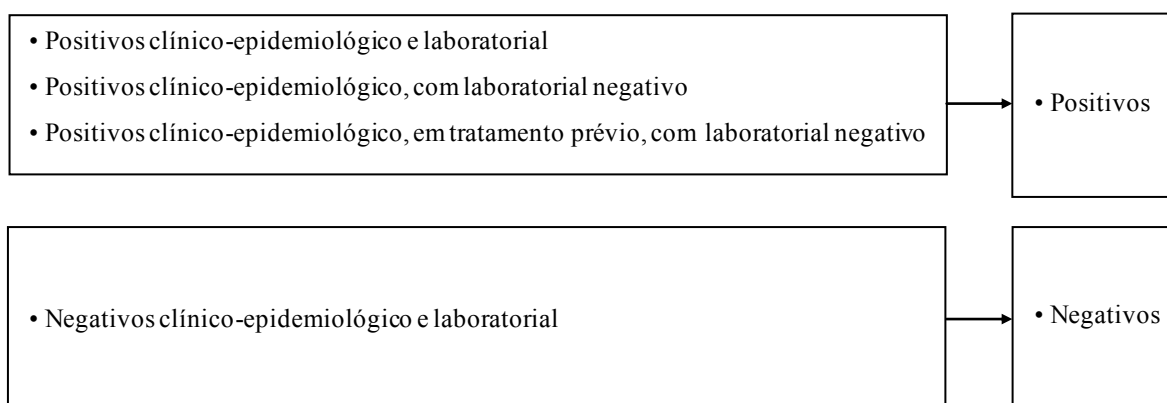 • Positivos clínico-epidemiológico e laboratorial
• Positivos clínico-epidemiológico, com laboratorial negativo
• Positivos clínico-epidemiológico, em tratamento prévio, com laboratorial negativo
• Positivos
• Negativos clínico-epidemiológico e laboratorial
• Negativos